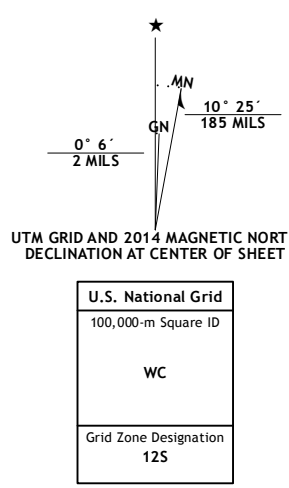 ★
MN
GN
10° 25´
185 MILS
0° 6´
2 MILS
UTM GRID AND 2014 MAGNETIC NORT
DECLINATION AT CENTER OF SHEET
U.S. National Grid
100,000-m Square ID
WC
Grid Zone Designation
12S